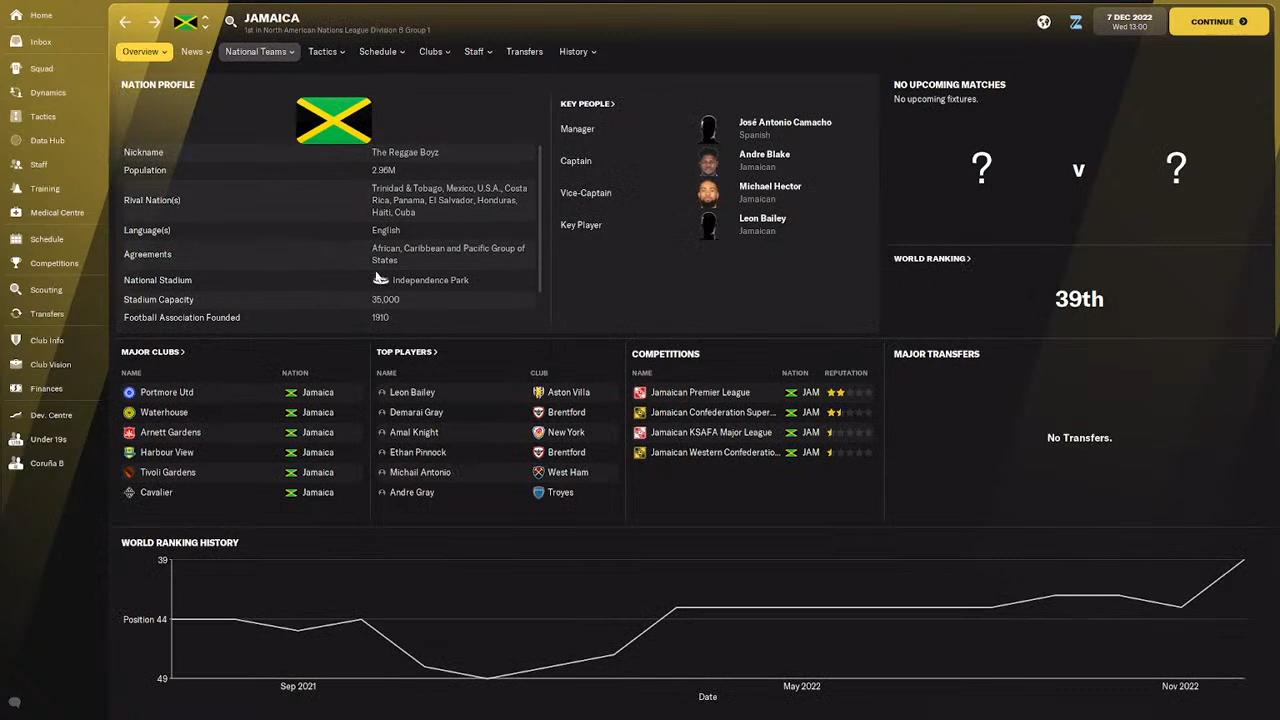 Home
Inbox
Squad
Dynamics
Tactics
Data Hub
Staff
Training
Medical Centre
Schedule
Competitions
Scouting
Transfers
Club Info
Club Vision
Finances
Dev. Centre
Under 19s
Coruña B
JAMAICA
1st in North American Nations League Division B Group 1
7 DEC 2022
Wed 13:00
CONTINUE
Overview
News
National Teams
Tactics
Schedule
Clubs
Staff
Transfers
History
NATION PROFILE
Nickname The Reggae Boyz
Population 2.96M
Rival Nation(s) Trinidad & Tobago, Mexico, U.S.A., Costa
Rica, Panama, El Salvador, Honduras,
Haiti, Cuba
Language(s) English
Agreements African, Caribbean and Pacific Group of
States
National Stadium Independence Park
Stadium Capacity 35,000
Football Association Founded 1910
KEY PEOPLE >
Manager José Antonio Camacho
Spanish
Captain Andre Blake
Jamaican
Vice-Captain Michael Hector
Jamaican
Key Player Leon Bailey
Jamaican
NO UPCOMING MATCHES
No upcoming fixtures.
? v ?
WORLD RANKING >
39th
MAJOR CLUBS >
NAME NATION
Portmore Utd Jamaica
Waterhouse Jamaica
Arnett Gardens Jamaica
Harbour View Jamaica
Tivoli Gardens Jamaica
Cavalier Jamaica
TOP PLAYERS >
NAME CLUB
Leon Bailey Aston Villa
Demarai Gray Brentford
Amal Knight New York
Ethan Pinnock Brentford
Michail Antonio West Ham
Andre Gray Troyes
COMPETITIONS
NAME NATION REPUTATION
Jamaican Premier League JAM
Jamaican Confederation Super... JAM
Jamaican KSAFA Major League JAM
Jamaican Western Confederatio... JAM
MAJOR TRANSFERS
No Transfers.
WORLD RANKING HISTORY
39
Position 44
49
Sep 2021 May 2022 Nov 2022
Date